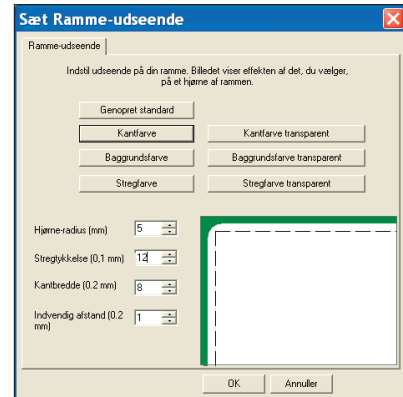 Sæt Ramme-udseende
Ramme-udseende
Indstil udseende på din ramme. Billedet viser effekten af det, du vælger,
på et hjørne af rammen.
Genopret standard
Kantfarve Kantfarve transparent
Baggrundsfarve Baggrundsfarve transparent
Stregfarve Stregfarve transparent
Hjørne-radius (mm) 5
Stregtykkelse (0,1 mm) 12
Kantbredde (0.2 mm) 8
Indvendig afstand (0.2 1
mm)
OK Annuller